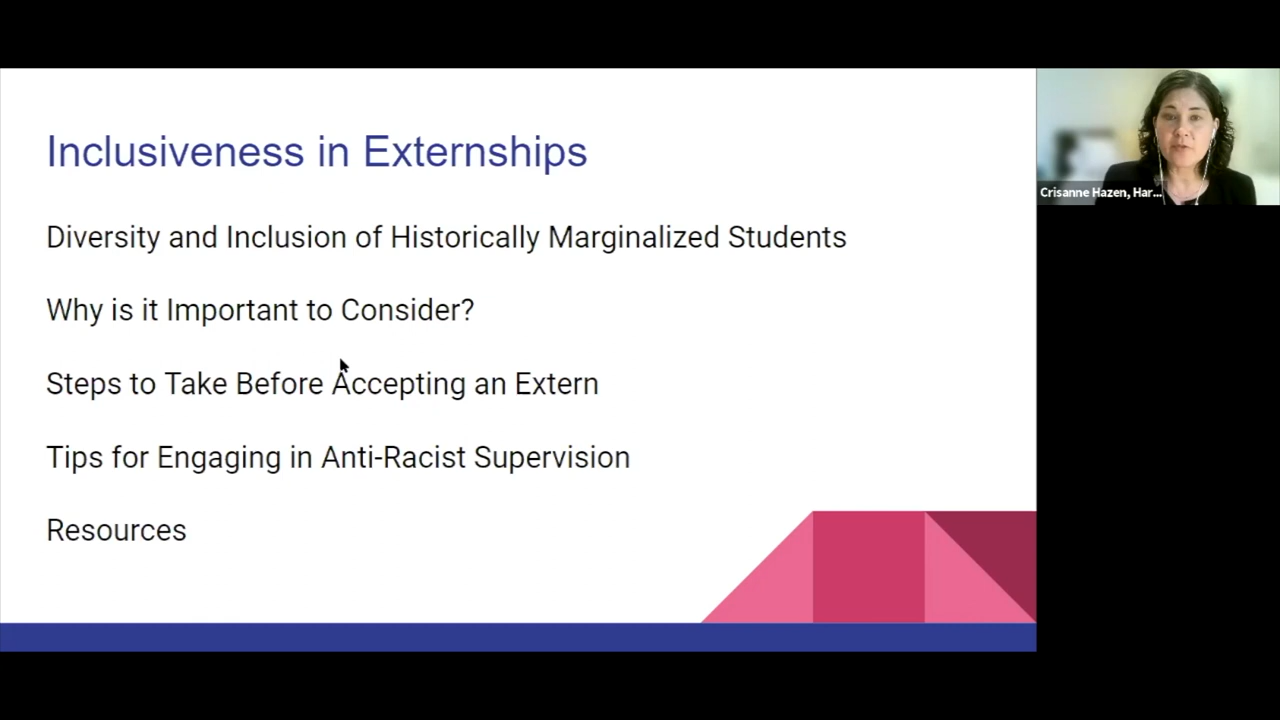 Inclusiveness in Externships
Diversity and Inclusion of Historically Marginalized Students
Why is it Important to Consider?
Steps to Take Before Accepting an Extern
Tips for Engaging in Anti-Racist Supervision
Resources
Crisanne Hazen, Har...